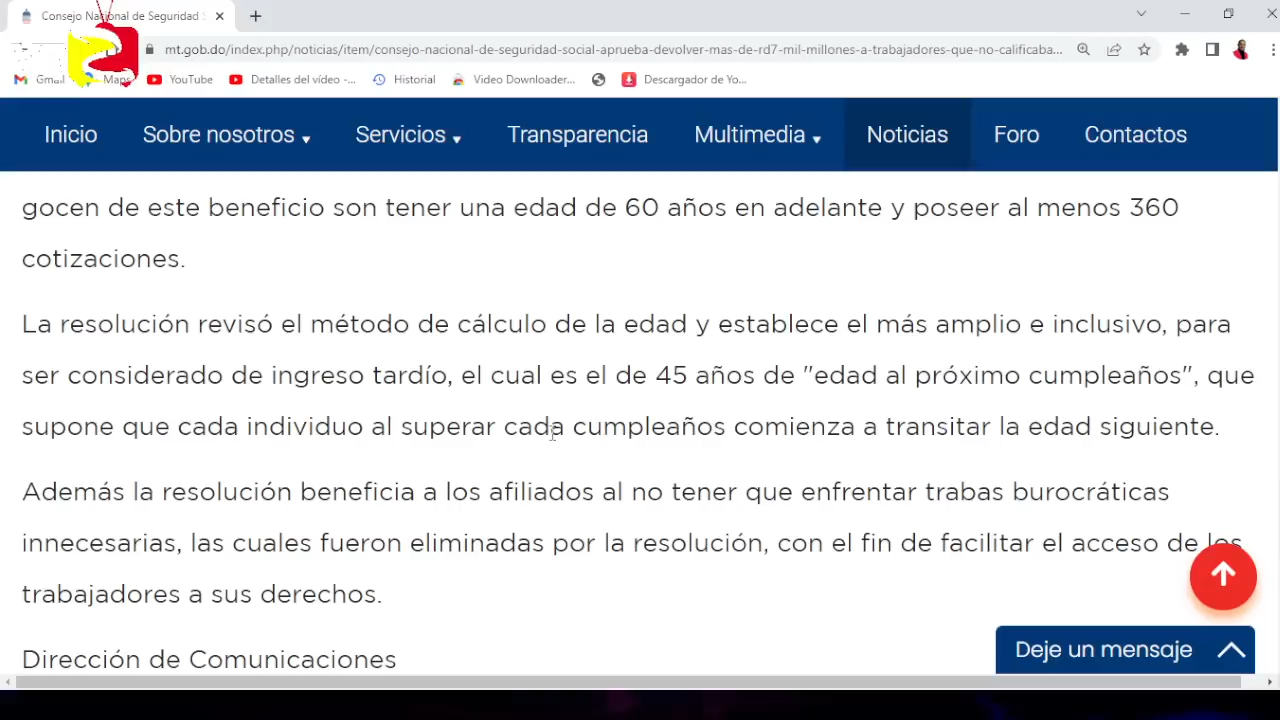 Consejo Nacional de Seguridad S
mt.gob.do/index.php/noticias/item/consejo-nacional-de-seguridad-social-aprueba-devolver-mas-de-rd7-mil-millones-a-trabajadores-que-no-calificaba...
Gmail Maps YouTube Detalles del vídeo -... Historial Video Downloader... Descargador de Yo...
Inicio Sobre nosotros Servicios Transparencia Multimedia Noticias Foro Contactos
gocen de este beneficio son tener una edad de 60 años en adelante y poseer al menos 360
cotizaciones.
La resolución revisó el método de cálculo de la edad y establece el más amplio e inclusivo, para
ser considerado de ingreso tardío, el cual es el de 45 años de "edad al próximo cumpleaños", que
supone que cada individuo al superar cada cumpleaños comienza a transitar la edad siguiente.
Además la resolución beneficia a los afiliados al no tener que enfrentar trabas burocráticas
innecesarias, las cuales fueron eliminadas por la resolución, con el fin de facilitar el acceso de los
trabajadores a sus derechos.
Deje un mensaje
Dirección de Comunicaciones